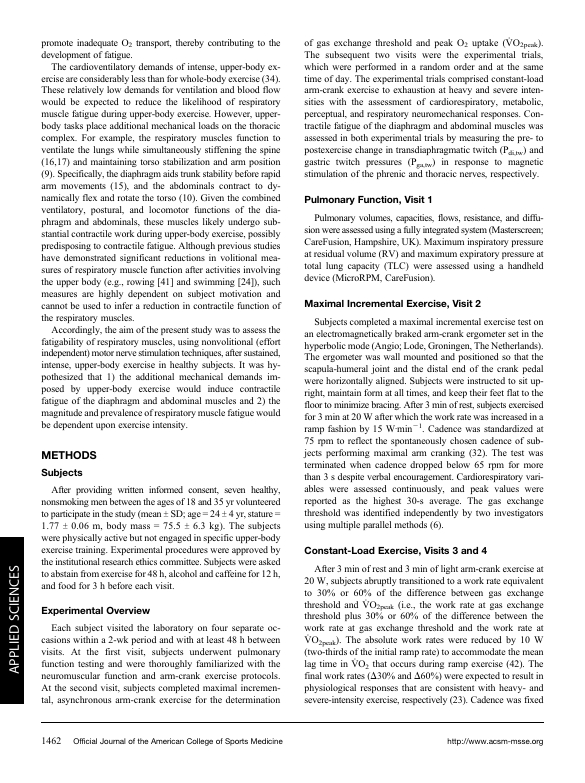 promote inadequate O2 transport, thereby contributing to the
development of fatigue.
The cardioventilatory demands of intense, upper-body ex-
ercise are considerably less than for whole-body exercise (34).
These relatively low demands for ventilation and blood flow
would be expected to reduce the likelihood of respiratory
muscle fatigue during upper-body exercise. However, upper-
body tasks place additional mechanical loads on the thoracic
complex. For example, the respiratory muscles function to
ventilate the lungs while simultaneously stiffening the spine
(16,17) and maintaining torso stabilization and arm position
(9). Specifically, the diaphragm aids trunk stability before rapid
arm movements (15), and the abdominals contract to dy-
namically flex and rotate the torso (10). Given the combined
ventilatory, postural, and locomotor functions of the dia-
phragm and abdominals, these muscles likely undergo sub-
stantial contractile work during upper-body exercise, possibly
predisposing to contractile fatigue. Although previous studies
have demonstrated significant reductions in volitional mea-
sures of respiratory muscle function after activities involving
the upper body (e.g., rowing [41] and swimming [24]), such
measures are highly dependent on subject motivation and
cannot be used to infer a reduction in contractile function of
the respiratory muscles.
Accordingly, the aim of the present study was to assess the
fatigability of respiratory muscles, using nonvolitional (effort
independent) motor nerve stimulation techniques, after sustained,
intense, upper-body exercise in healthy subjects. It was hy-
pothesized that 1) the additional mechanical demands im-
posed by upper-body exercise would induce contractile
fatigue of the diaphragm and abdominal muscles and 2) the
magnitude and prevalence of respiratory muscle fatigue would
be dependent upon exercise intensity.
METHODS
Subjects
After providing written informed consent, seven healthy,
nonsmoking men between the ages of 18 and 35 yr volunteered
to participate in the study (mean ± SD; age = 24 ± 4 yr, stature =
1.77 ± 0.06 m, body mass = 75.5 ± 6.3 kg). The subjects
were physically active but not engaged in specific upper-body
exercise training. Experimental procedures were approved by
the institutional research ethics committee. Subjects were asked
to abstain from exercise for 48 h, alcohol and caffeine for 12 h,
and food for 3 h before each visit.
Experimental Overview
Each subject visited the laboratory on four separate oc-
casions within a 2-wk period and with at least 48 h between
visits. At the first visit, subjects underwent pulmonary
function testing and were thoroughly familiarized with the
neuromuscular function and arm-crank exercise protocols.
At the second visit, subjects completed maximal incremen-
tal, asynchronous arm-crank exercise for the determination
of gas exchange threshold and peak O2 uptake (V̇O2peak).
The subsequent two visits were the experimental trials,
which were performed in a random order and at the same
time of day. The experimental trials comprised constant-load
arm-crank exercise to exhaustion at heavy and severe inten-
sities with the assessment of cardiorespiratory, metabolic,
perceptual, and respiratory neuromechanical responses. Con-
tractile fatigue of the diaphragm and abdominal muscles was
assessed in both experimental trials by measuring the pre- to
postexercise change in transdiaphragmatic twitch (Pdi,tw) and
gastric twitch pressures (Pga,tw) in response to magnetic
stimulation of the phrenic and thoracic nerves, respectively.
Pulmonary Function, Visit 1
Pulmonary volumes, capacities, flows, resistance, and diffu-
sion were assessed using a fully integrated system (Masterscreen;
CareFusion, Hampshire, UK). Maximum inspiratory pressure
at residual volume (RV) and maximum expiratory pressure at
total lung capacity (TLC) were assessed using a handheld
device (MicroRPM, CareFusion).
Maximal Incremental Exercise, Visit 2
Subjects completed a maximal incremental exercise test on
an electromagnetically braked arm-crank ergometer set in the
hyperbolic mode (Angio; Lode, Groningen, The Netherlands).
The ergometer was wall mounted and positioned so that the
scapula-humeral joint and the distal end of the crank pedal
were horizontally aligned. Subjects were instructed to sit up-
right, maintain form at all times, and keep their feet flat to the
floor to minimize bracing. After 3 min of rest, subjects exercised
for 3 min at 20 W after which the work rate was increased in a
ramp fashion by 15 W·min−1. Cadence was standardized at
75 rpm to reflect the spontaneously chosen cadence of sub-
jects performing maximal arm cranking (32). The test was
terminated when cadence dropped below 65 rpm for more
than 3 s despite verbal encouragement. Cardiorespiratory vari-
ables were assessed continuously, and peak values were
reported as the highest 30-s average. The gas exchange
threshold was identified independently by two investigators
using multiple parallel methods (6).
Constant-Load Exercise, Visits 3 and 4
After 3 min of rest and 3 min of light arm-crank exercise at
20 W, subjects abruptly transitioned to a work rate equivalent
to 30% or 60% of the difference between gas exchange
threshold and V̇O2peak (i.e., the work rate at gas exchange
threshold plus 30% or 60% of the difference between the
work rate at gas exchange threshold and the work rate at
V̇O2peak). The absolute work rates were reduced by 10 W
(two-thirds of the initial ramp rate) to accommodate the mean
lag time in V̇O2 that occurs during ramp exercise (42). The
final work rates (Δ30% and Δ60%) were expected to result in
physiological responses that are consistent with heavy- and
severe-intensity exercise, respectively (23). Cadence was fixed
APPLIED SCIENCES
1462 Official Journal of the American College of Sports Medicine
http://www.acsm-msse.org